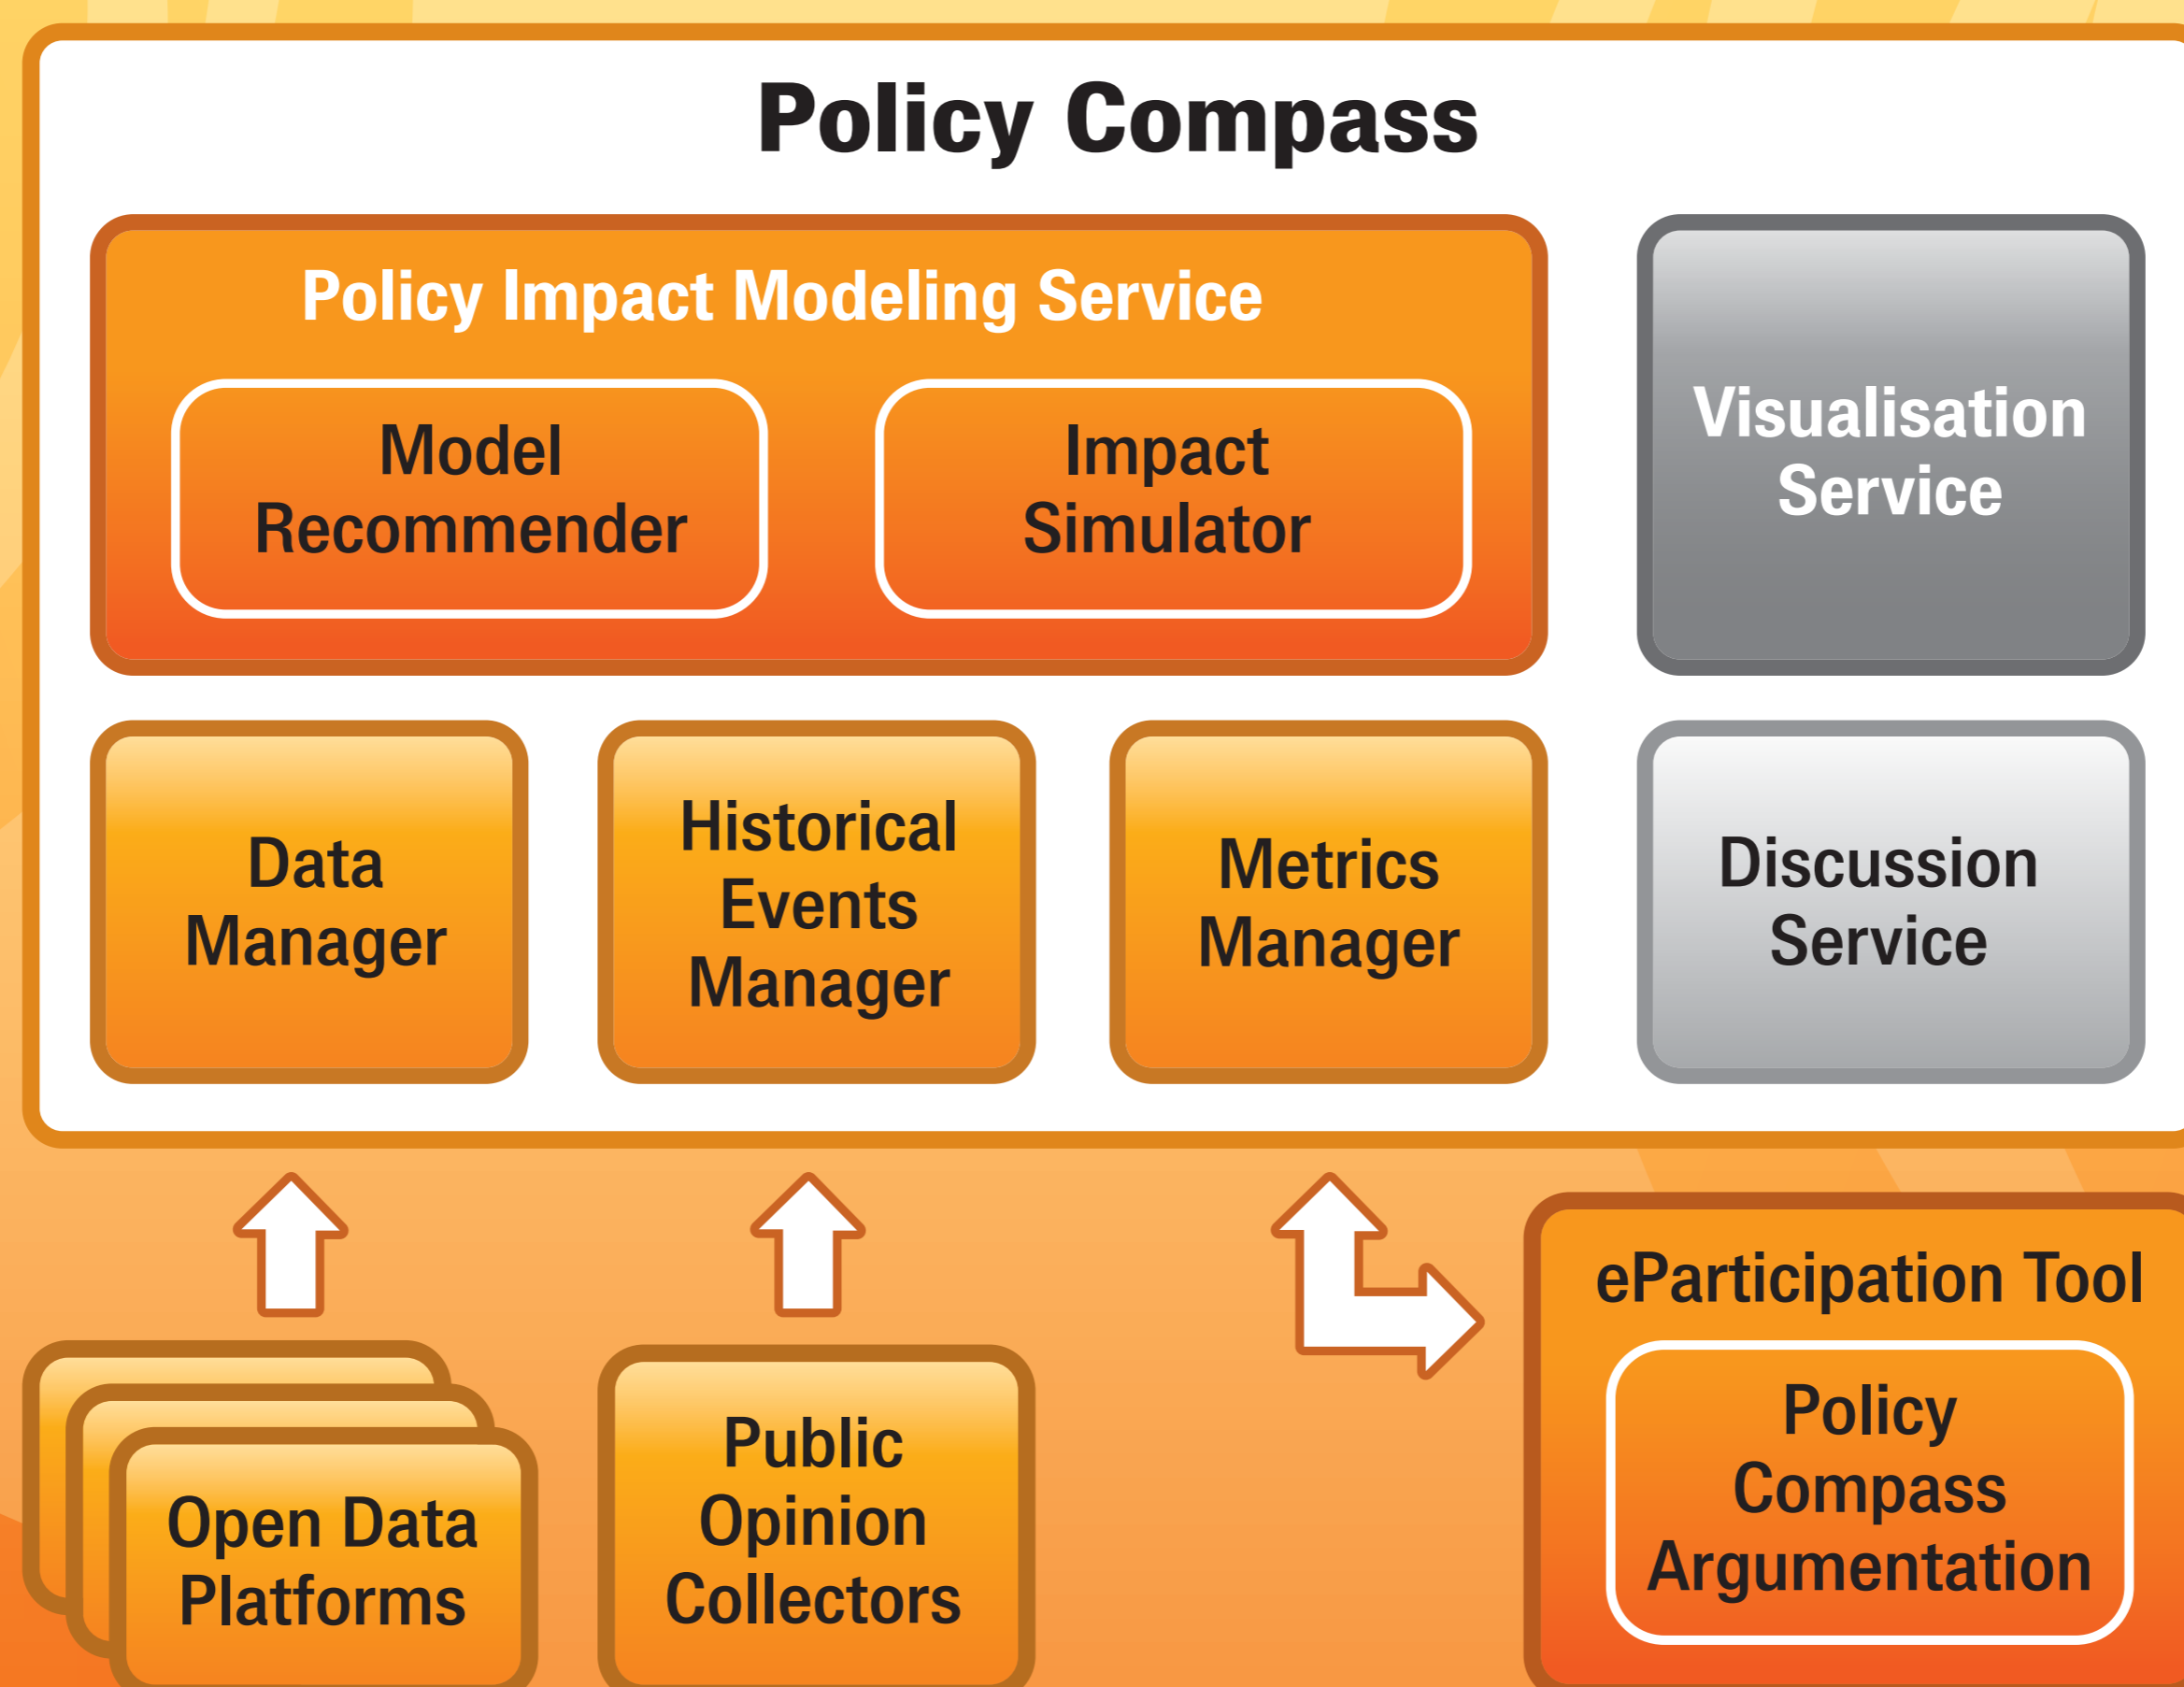 Policy Compass
Policy Impact Modeling Service
Model
Recommender
Impact
Simulator
Visualisation
Service
Data
Manager
Historical
Events
Manager
Metrics
Manager
Discussion
Service
Open Data
Platforms
Public
Opinion
Collectors
eParticipation Tool
Policy
Compass
Argumentation